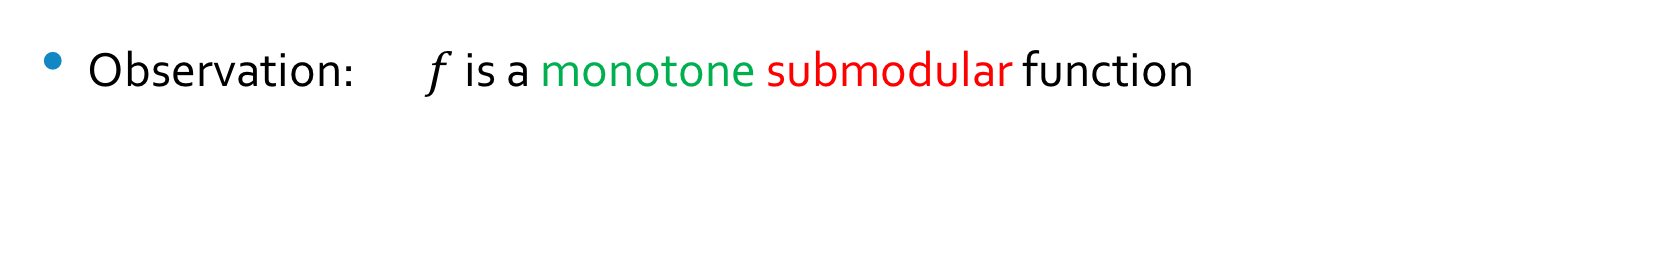 • Observation: f is a monotone submodular function